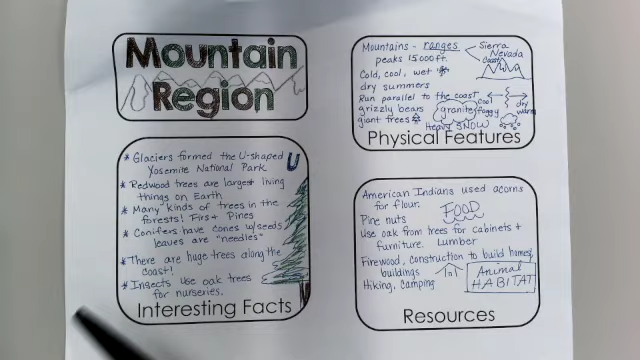 Mountain
Region
Mountains - ranges
Sierra
Nevada
Coast
peaks 15000 ft.
Cold, cool, wet
dry summers
Run parallel to the coast
grizzly bears
giant trees
granite
Cool
foggy
dry
warm
Heavy SNOW
Physical Features
* Glaciers formed the U-shaped
Yosemite National Park
U
* Redwood trees are largest living
things on Earth
* Many kinds of trees in the
forests! Firs + Pines
* Conifers have cones w/seeds
leaves are "needles"
* There are huge trees along the
coast!
* Insects use oak trees
for nurseries.
Interesting Facts
American Indians used acorns
for flour.
FOOD
Pine nuts
Use oak from trees for cabinets +
furniture. Lumber
Firewood, construction to build homes,
buildings
Hiking, Camping
Animal
HABITAT
Resources